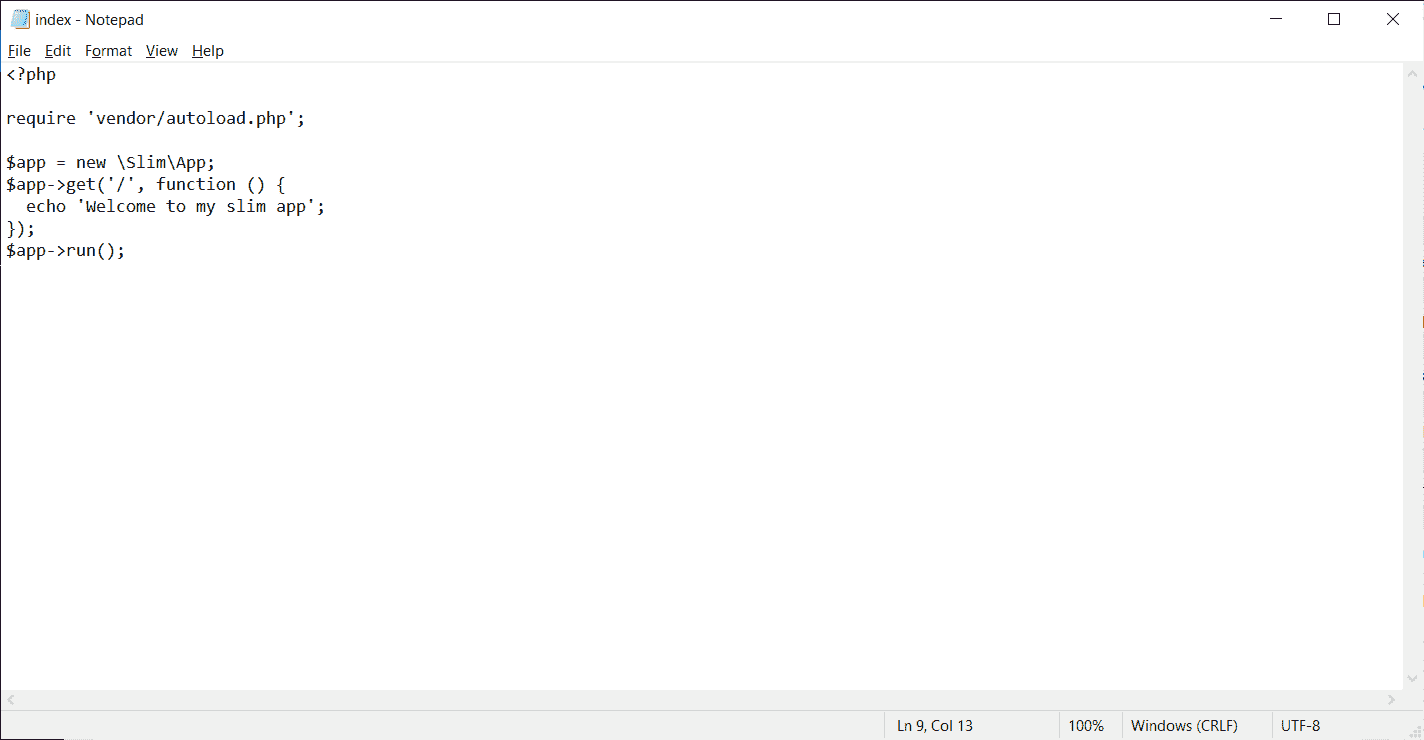 index - Notepad
File Edit Format View Help
<?php

require 'vendor/autoload.php';

$app = new \Slim\App;
$app->get('/', function () {
  echo 'Welcome to my slim app';
});
$app->run();
Ln 9, Col 13 100% Windows (CRLF) UTF-8